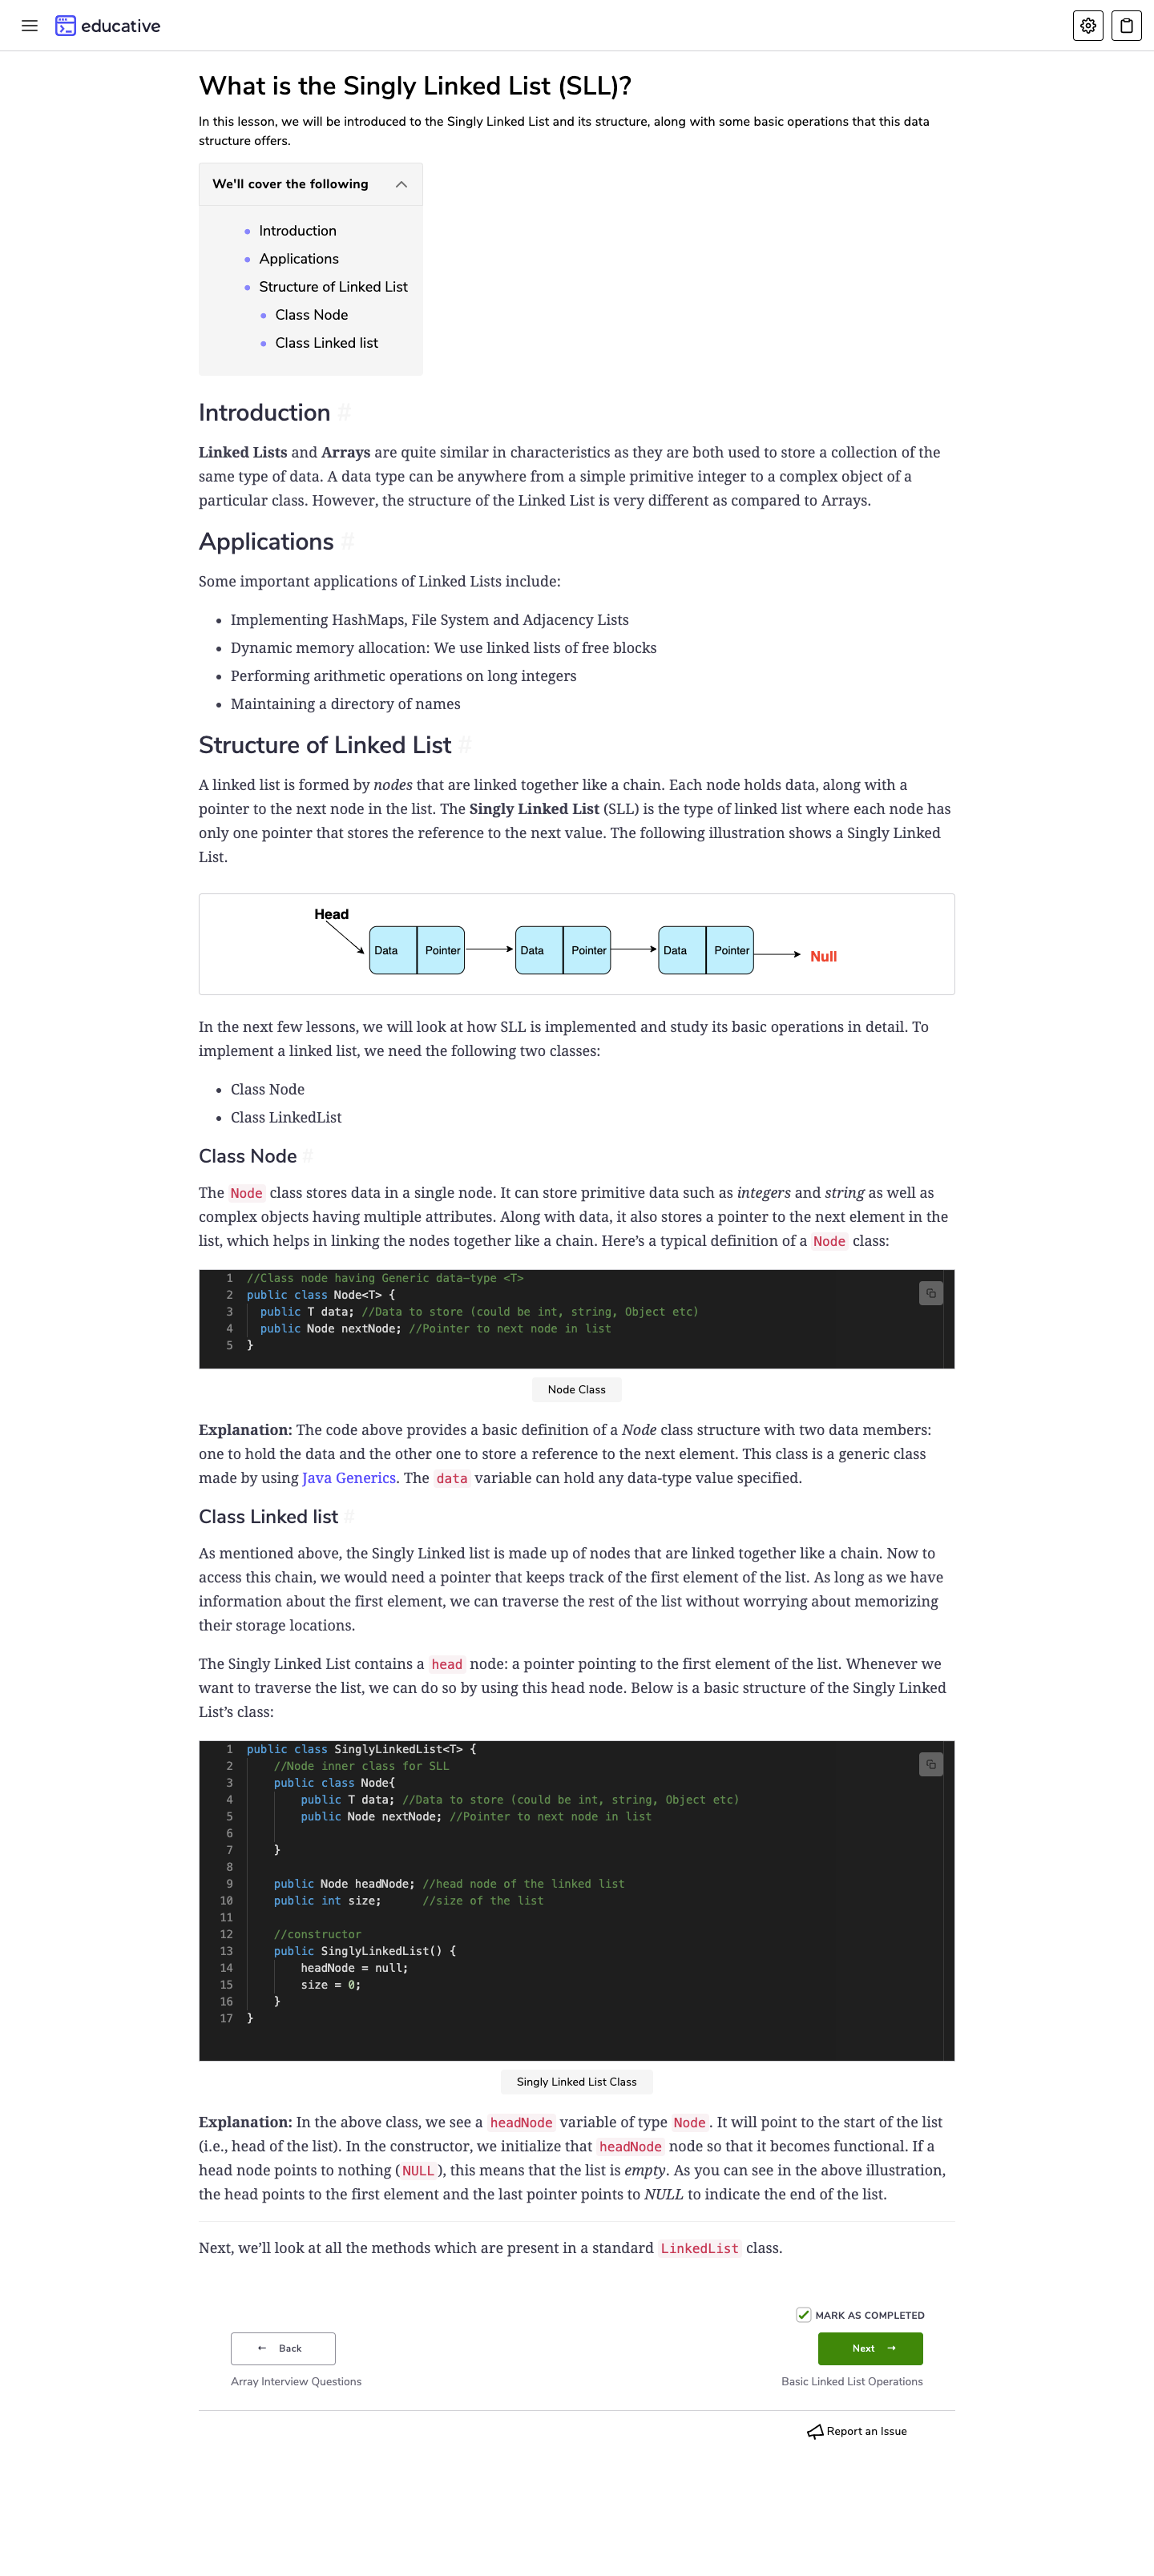 educative
What is the Singly Linked List (SLL)?
In this lesson, we will be introduced to the Singly Linked List and its structure, along with some basic operations that this data
structure offers.
We'll cover the following
Introduction
Applications
Structure of Linked List
Class Node
Class Linked list
Introduction #
Linked Lists and Arrays are quite similar in characteristics as they are both used to store a collection of the
same type of data. A data type can be anywhere from a simple primitive integer to a complex object of a
particular class. However, the structure of the Linked List is very different as compared to Arrays.
Applications #
Some important applications of Linked Lists include:
• Implementing HashMaps, File System and Adjacency Lists
• Dynamic memory allocation: We use linked lists of free blocks
• Performing arithmetic operations on long integers
• Maintaining a directory of names
Structure of Linked List #
A linked list is formed by nodes that are linked together like a chain. Each node holds data, along with a
pointer to the next node in the list. The Singly Linked List (SLL) is the type of linked list where each node has
only one pointer that stores the reference to the next value. The following illustration shows a Singly Linked
List.
Head
Data Pointer Data Pointer Data Pointer Null
In the next few lessons, we will look at how SLL is implemented and study its basic operations in detail. To
implement a linked list, we need the following two classes:
• Class Node
• Class LinkedList
Class Node #
The Node class stores data in a single node. It can store primitive data such as integers and string as well as
complex objects having multiple attributes. Along with data, it also stores a pointer to the next element in the
list, which helps in linking the nodes together like a chain. Here’s a typical definition of a Node class:
1 //Class node having Generic data-type <T>
2 public class Node<T> {
3 public T data; //Data to store (could be int, string, Object etc)
4 public Node nextNode; //Pointer to next node in list
5 }
Node Class
Explanation: The code above provides a basic definition of a Node class structure with two data members:
one to hold the data and the other one to store a reference to the next element. This class is a generic class
made by using Java Generics. The data variable can hold any data-type value specified.
Class Linked list #
As mentioned above, the Singly Linked list is made up of nodes that are linked together like a chain. Now to
access this chain, we would need a pointer that keeps track of the first element of the list. As long as we have
information about the first element, we can traverse the rest of the list without worrying about memorizing
their storage locations.
The Singly Linked List contains a head node: a pointer pointing to the first element of the list. Whenever we
want to traverse the list, we can do so by using this head node. Below is a basic structure of the Singly Linked
List’s class:
1 public class SinglyLinkedList<T> {
2 //Node inner class for SLL
3 public class Node{
4 public T data; //Data to store (could be int, string, Object etc)
5 public Node nextNode; //Pointer to next node in list
6
7 }
8
9 public Node headNode; //head node of the linked list
10 public int size; //size of the list
11
12 //constructor
13 public SinglyLinkedList() {
14 headNode = null;
15 size = 0;
16 }
17 }
Singly Linked List Class
Explanation: In the above class, we see a headNode variable of type Node. It will point to the start of the list
(i.e., head of the list). In the constructor, we initialize that headNode node so that it becomes functional. If a
head node points to nothing (NULL), this means that the list is empty. As you can see in the above illustration,
the head points to the first element and the last pointer points to NULL to indicate the end of the list.
Next, we’ll look at all the methods which are present in a standard LinkedList class.
MARK AS COMPLETED
← Back
Next →
Array Interview Questions
Basic Linked List Operations
Report an Issue